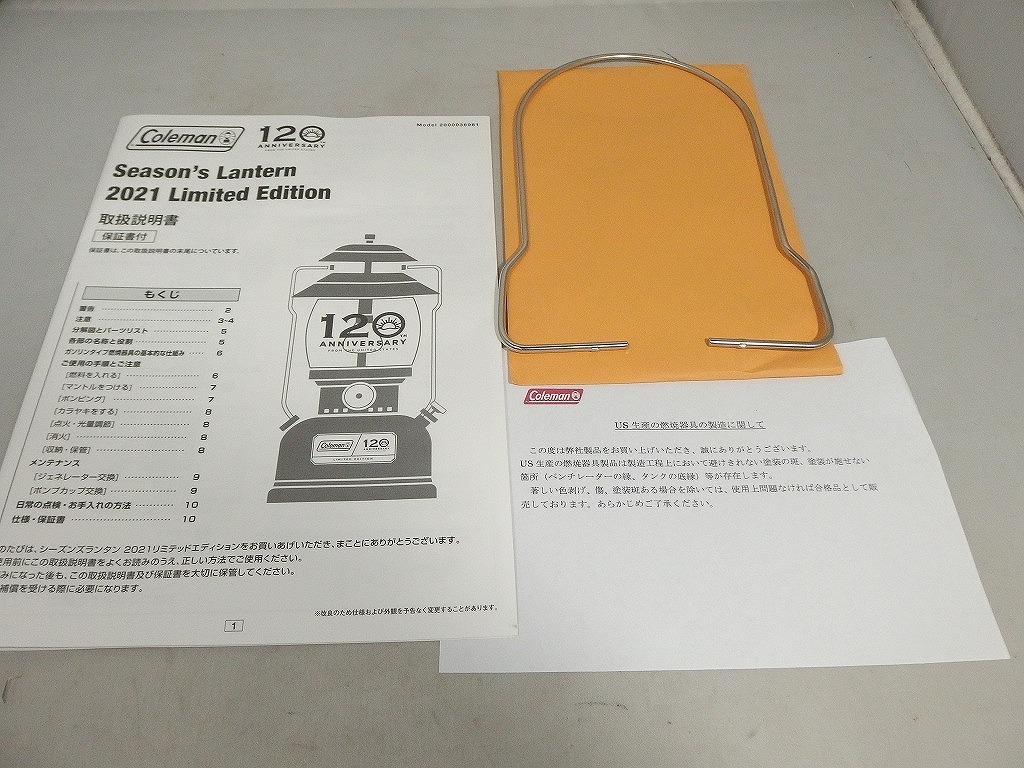 Coleman
120
ANNIVERSARY
FROM THE UNITED STATES
Model 2000036961
Season's Lantern
2021 Limited Edition
取扱説明書
保証書付
保証書は、この取扱説明書の末尾についています。
もくじ
警告 2
注意 3-4
分解図とパーツリスト 5
各部の名称と役割 5
ガソリンタイプ燃焼器具の基本的な仕組み 6
ご使用の手順とご注意
[燃料を入れる] 6
[マントルをつける] 7
[ポンピング] 7
[カラヤキをする] 8
[点火・光量調節] 8
[消火] 8
[収納・保管] 8
メンテナンス
[ジェネレーター交換] 9
[ポンプカップ交換] 9
日常の点検・お手入れの方法 10
仕様・保証書 10
120
ANNIVERSARY
FROM THE UNITED STATES
Coleman
120
LIMITED EDITION
のたびは、シーズンズランタン 2021リミテッドエディションをお買いあげいただき、まことにありがとうございます。
使用前にこの取扱説明書をよくお読みのうえ、正しい方法でご使用ください。
みになった後も、この取扱説明書及び保証書を大切に保管してください。
補償を受ける際に必要になります。
※改良のため仕様および外観を予告なく変更することがあります。
1
Coleman
US 生産の燃焼器具の製造に関して
この度は弊社製品をお買い上げいただき、誠にありがとうございます。
US 生産の燃焼器具製品は製造工程上において避けきれない塗装の斑、塗装が施せない
箇所（ベンチレーターの縁、タンクの底縁）等が存在します。
著しい色剥げ、傷、塗装斑ある場合を除いては、使用上問題なければ合格品として販
売しております。あらかじめご了承ください。